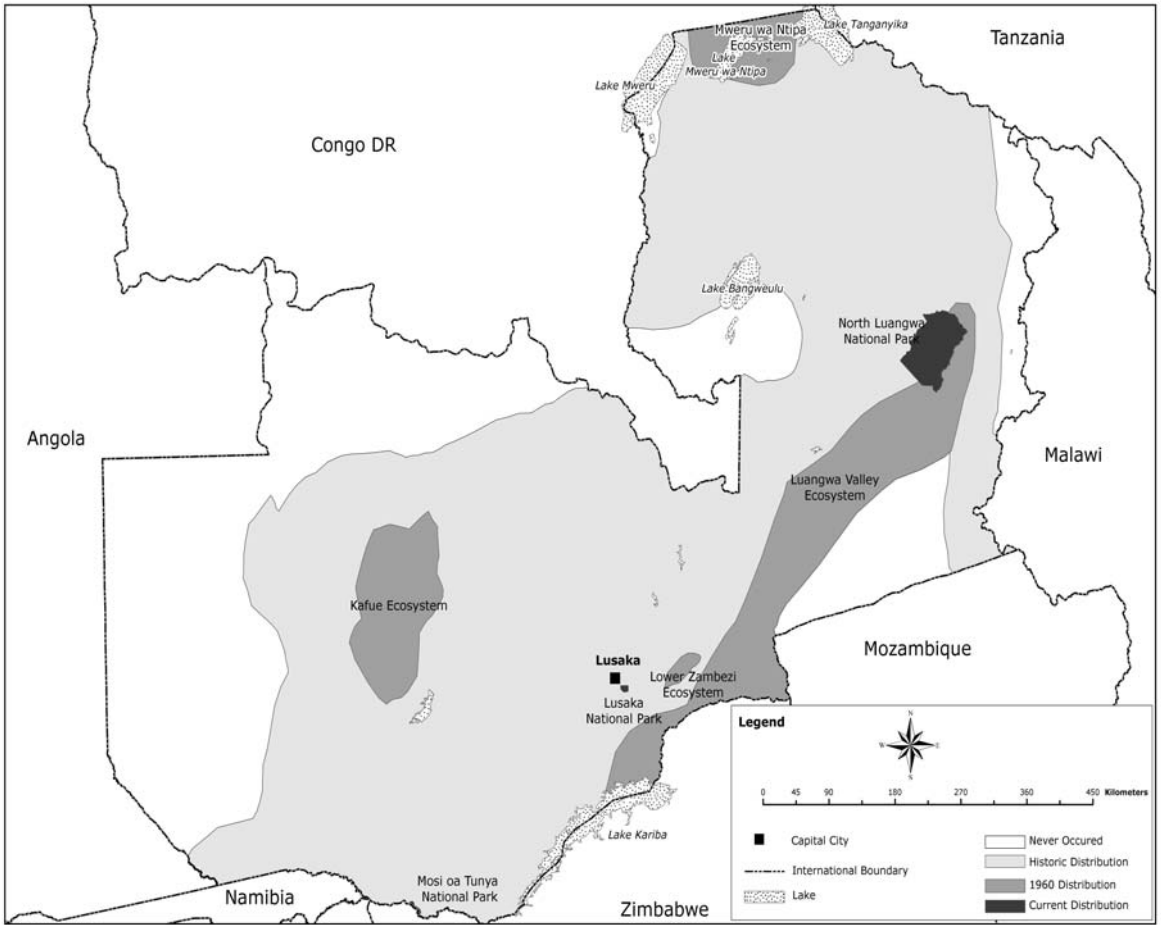 Mweru wa Ntipa
Ecosystem
Lake Tanganyika
Tanzania
Lake
Mweru wa Ntipa
Lake Mweru
Congo DR
Lake Bangweulu
North Luangwa
National Park
Angola
Malawi
Luangwa Valley
Ecosystem
Kafue Ecosystem
Mozambique
Lusaka
Lower Zambezi
Ecosystem
Lusaka
National Park
Lake Kariba
Mosi oa Tunya
National Park
Namibia
Zimbabwe
Legend
N
W
E
N
0 45 90 180 270 360 450 Kilometers
Capital City
International Boundary
Lake
Never Occured
Historic Distribution
1960 Distribution
Current Distribution